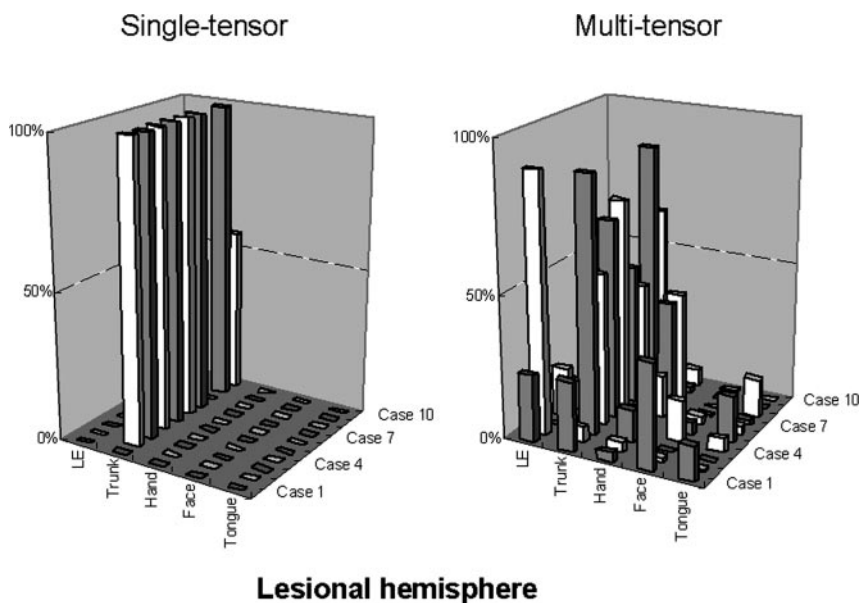 Single-tensor
Multi-tensor
100%
50%
0%
LE
Trunk
Hand
Face
Tongue
Case 1
Case 4
Case 7
Case 10
100%
50%
0%
LE
Trunk
Hand
Face
Tongue
Case 1
Case 4
Case 7
Case 10
Lesional hemisphere